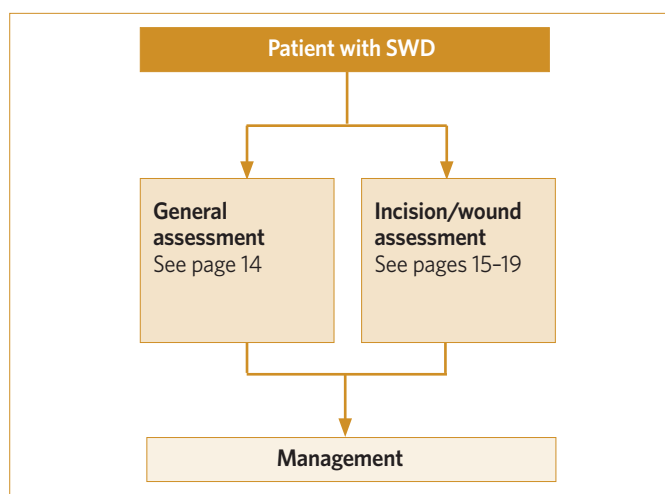 Patient with SWD
General
assessment
See page 14
Incision/wound
assessment
See pages 15–19
Management